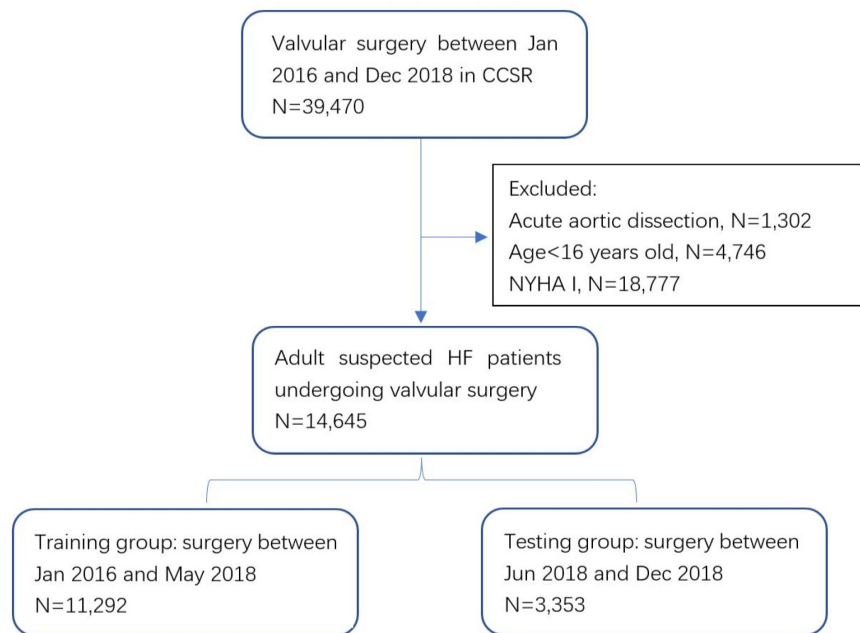 Valvular surgery between Jan
2016 and Dec 2018 in CCSR
N=39,470
Excluded:
Acute aortic dissection, N=1,302
Age<16 years old, N=4,746
NYHA I, N=18,777
Adult suspected HF patients
undergoing valvular surgery
N=14,645
Training group: surgery between
Jan 2016 and May 2018
N=11,292
Testing group: surgery between
Jun 2018 and Dec 2018
N=3,353